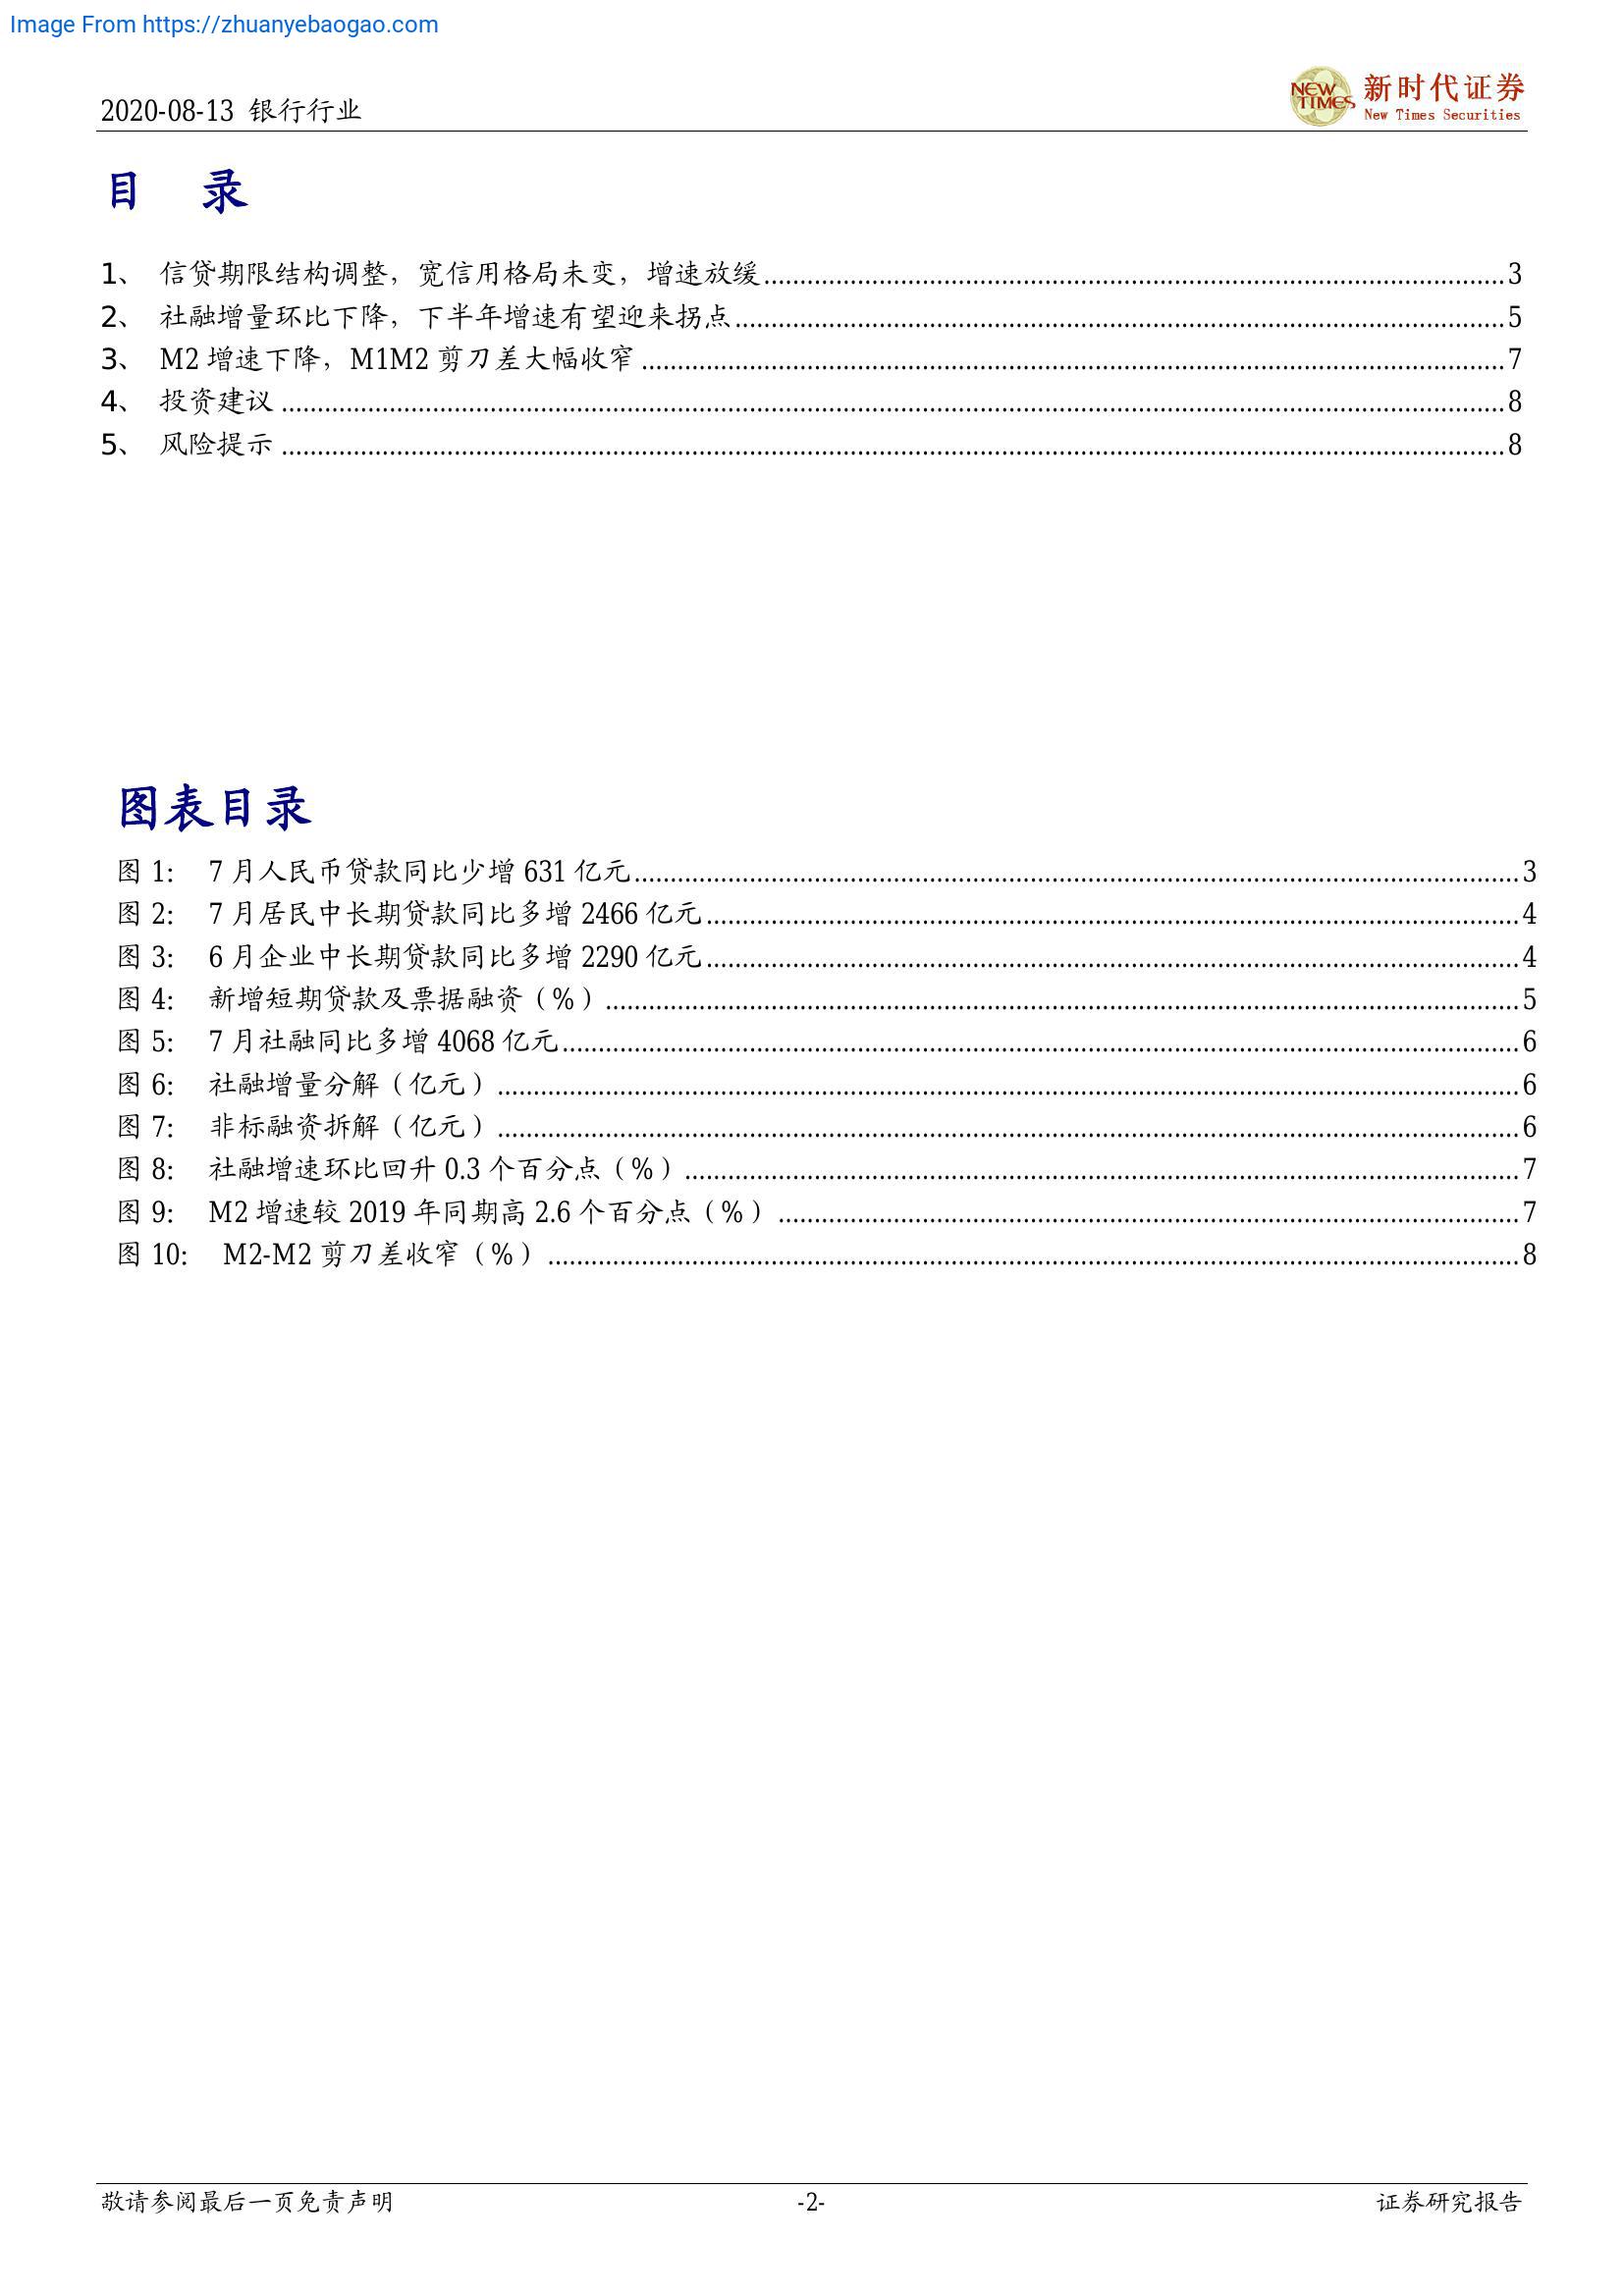 Image From https://zhuanyebaogao.com
2020-08-13 银行行业
NEW TIMES
新时代证券
New Times Securities
目 录
1、 信贷期限结构调整，宽信用格局未变，增速放缓 3
2、 社融增量环比下降，下半年增速有望迎来拐点 5
3、 M2 增速下降，M1M2 剪刀差大幅收窄 7
4、 投资建议 8
5、 风险提示 8
图表目录
图 1: 7 月人民币贷款同比少增 631 亿元 3
图 2: 7 月居民中长期贷款同比多增 2466 亿元 4
图 3: 6 月企业中长期贷款同比多增 2290 亿元 4
图 4: 新增短期贷款及票据融资（%） 5
图 5: 7 月社融同比多增 4068 亿元 6
图 6: 社融增量分解（亿元） 6
图 7: 非标融资拆解（亿元） 6
图 8: 社融增速环比回升 0.3 个百分点（%） 7
图 9: M2 增速较 2019 年同期高 2.6 个百分点（%） 7
图 10: M2-M2 剪刀差收窄（%） 8
敬请参阅最后一页免责声明 -2- 证券研究报告